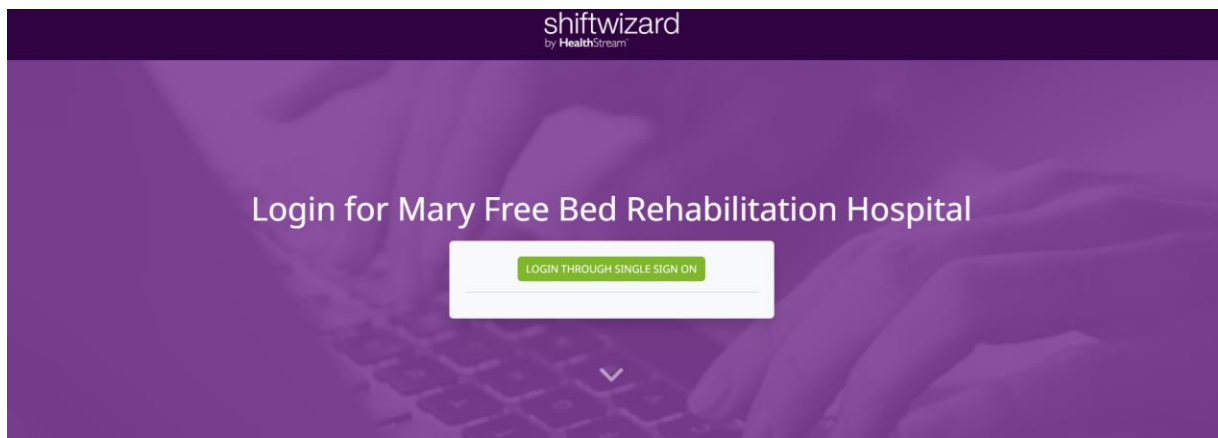 shiftwizard
by HealthStream
Login for Mary Free Bed Rehabilitation Hospital
LOGIN THROUGH SINGLE SIGN ON